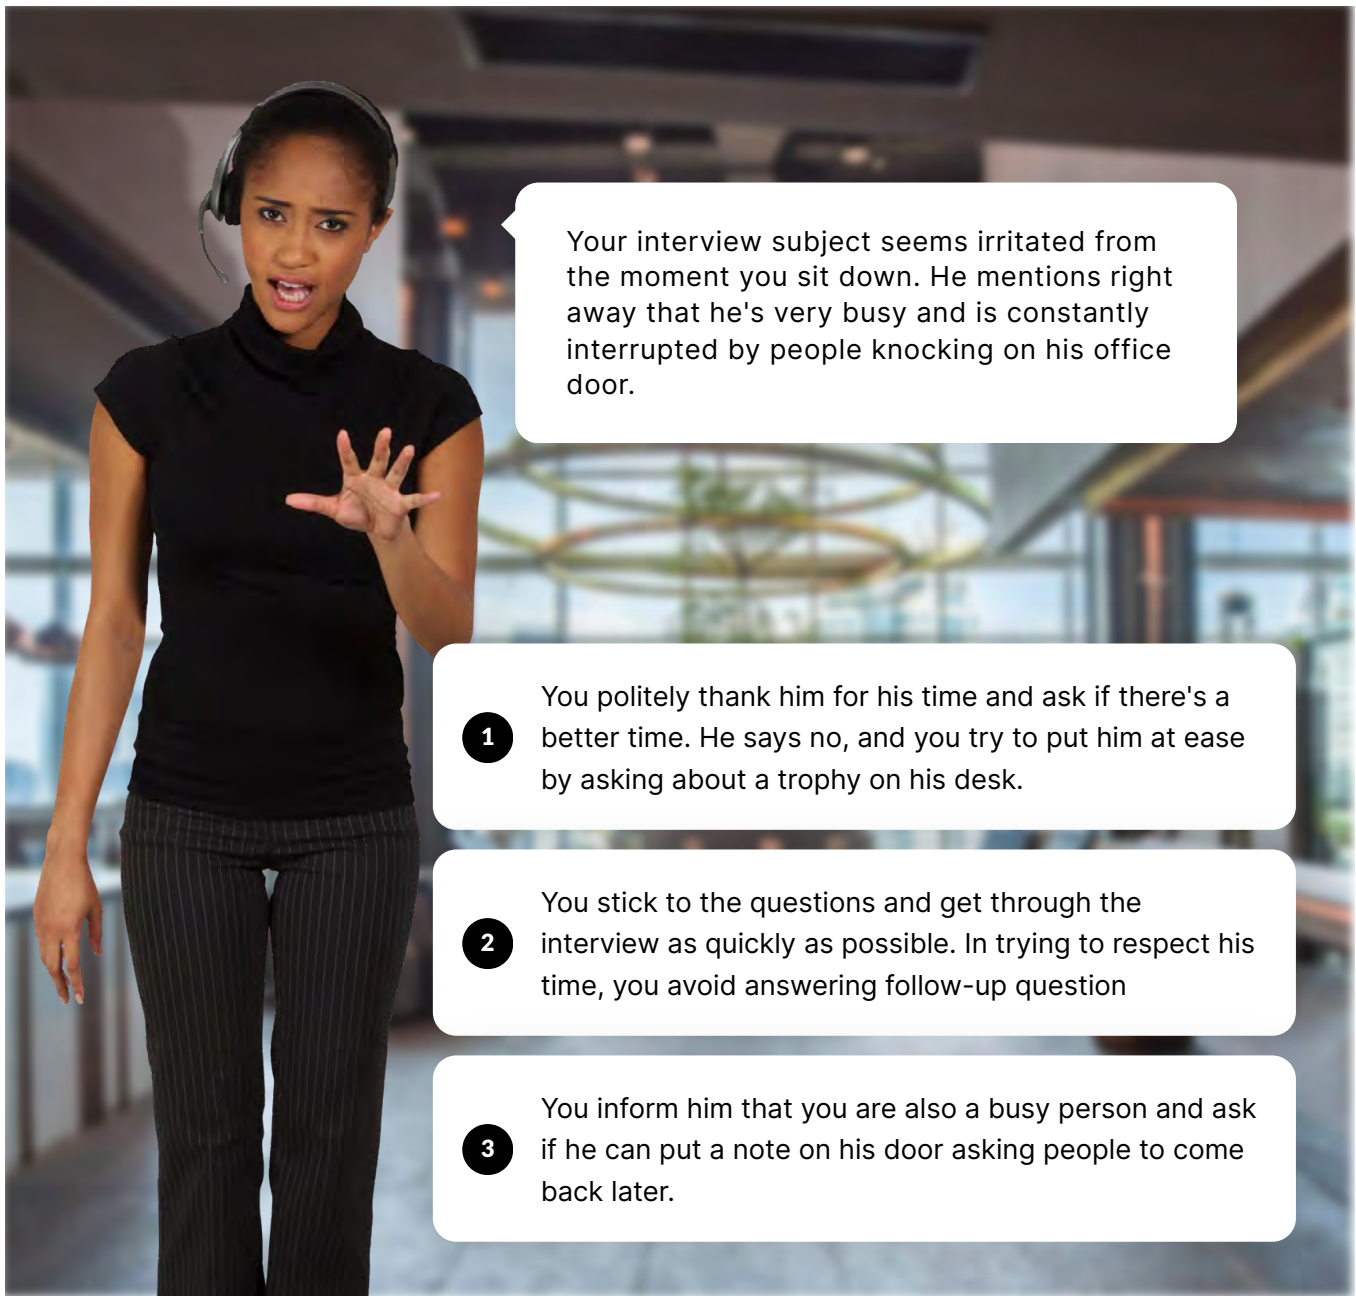 Your interview subject seems irritated from
the moment you sit down. He mentions right
away that he's very busy and is constantly
interrupted by people knocking on his office
door.
1
You politely thank him for his time and ask if there's a
better time. He says no, and you try to put him at ease
by asking about a trophy on his desk.
2
You stick to the questions and get through the
interview as quickly as possible. In trying to respect his
time, you avoid answering follow-up question
3
You inform him that you are also a busy person and ask
if he can put a note on his door asking people to come
back later.